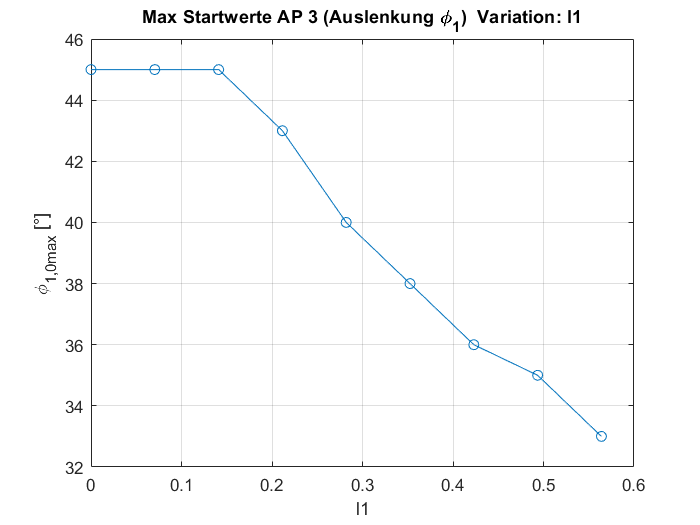 Max Startwerte AP 3 (Auslenkung ϕ₁) Variation: l1
46
44
42
40
38
36
34
32
ϕ₁,₀ₘₐₓ [°]
0 0.1 0.2 0.3 0.4 0.5 0.6
l1